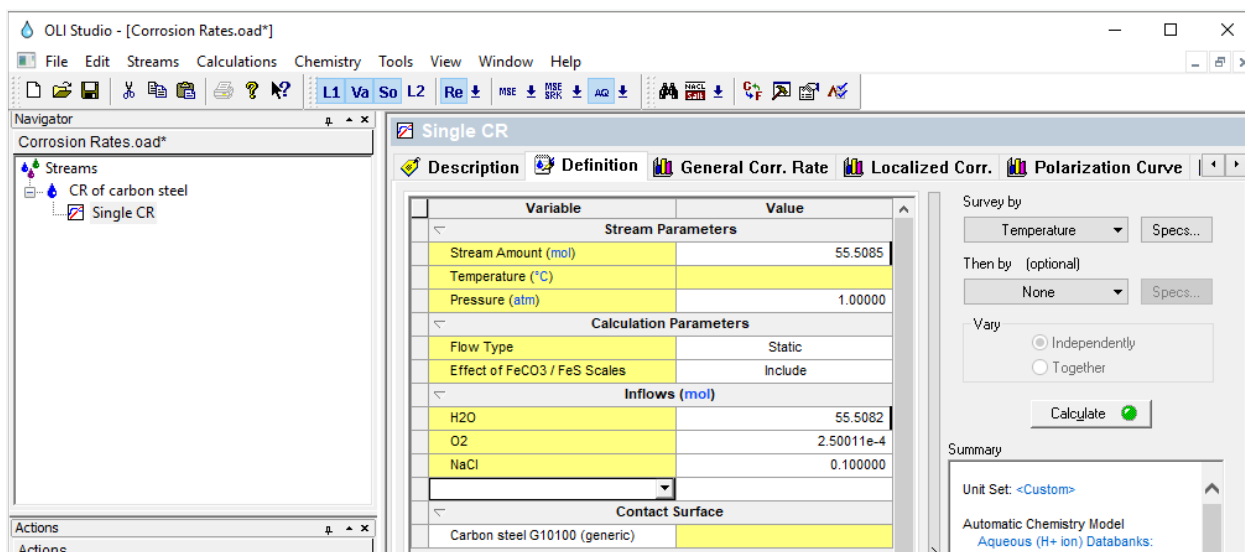 OLI Studio - [Corrosion Rates.oad*]
File Edit Streams Calculations Chemistry Tools View Window Help
L1 Va So L2 Re MSE MSE SRK AQ NACL Salt
Navigator
Corrosion Rates.oad*
Streams
CR of carbon steel
Single CR
Actions
Actions
Single CR
Description Definition General Corr. Rate Localized Corr. Polarization Curve
Variable Value
Stream Parameters
Stream Amount (mol) 55.5085
Temperature (°C)
Pressure (atm) 1.00000
Calculation Parameters
Flow Type Static
Effect of FeCO3 / FeS Scales Include
Inflows (mol)
H2O 55.5082
O2 2.50011e-4
NaCl 0.100000
Contact Surface
Carbon steel G10100 (generic)
Survey by
Temperature Specs...
Then by (optional)
None Specs...
Vary
Independently
Together
Calculate
Summary
Unit Set: <Custom>
Automatic Chemistry Model
Aqueous (H+ ion) Databanks: